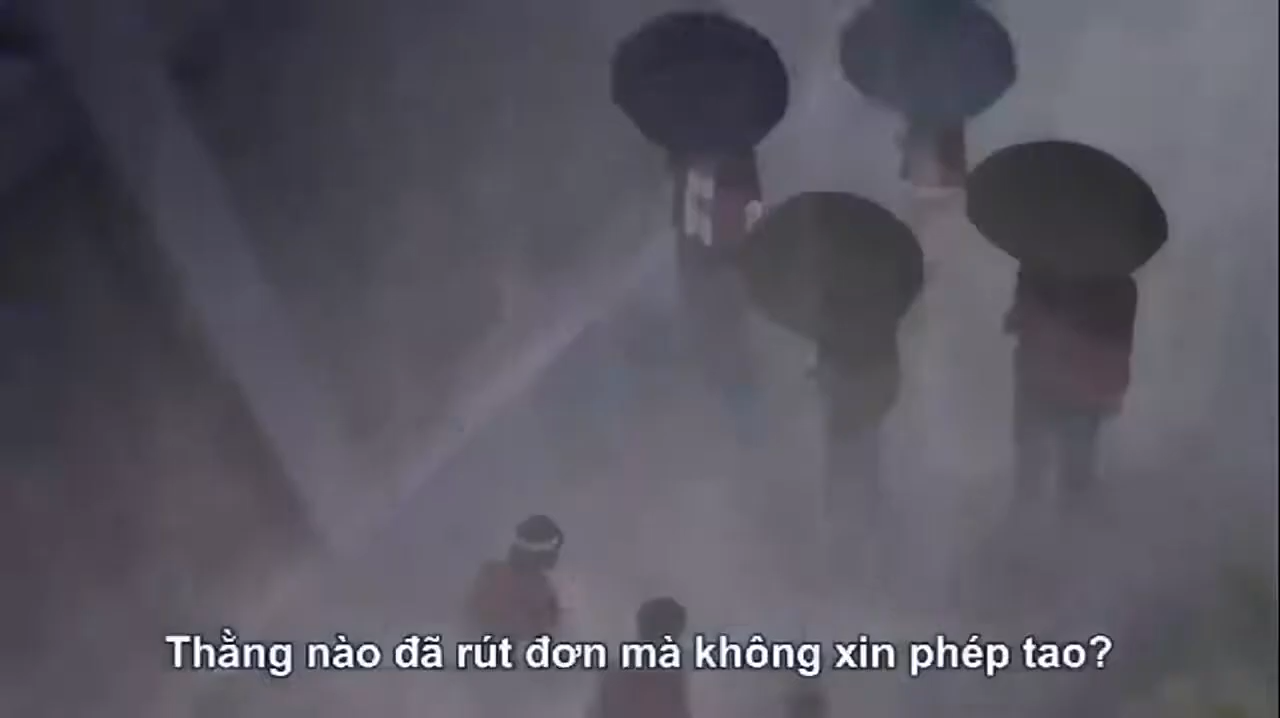 Thằng nào đã rút đơn mà không xin phép tao?